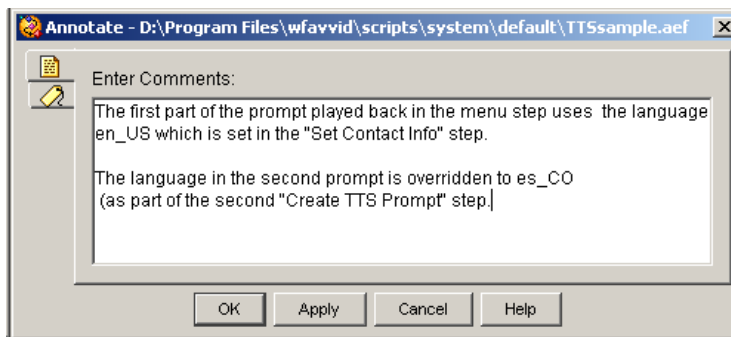 Annotate - D:\Program Files\wfavvid\scripts\system\default\TTSsample.aef
Enter Comments:
The first part of the prompt played back in the menu step uses  the language
en_US which is set in the "Set Contact Info" step.
The language in the second prompt is overridden to es_CO
(as part of the second "Create TTS Prompt" step.
OK Apply Cancel Help